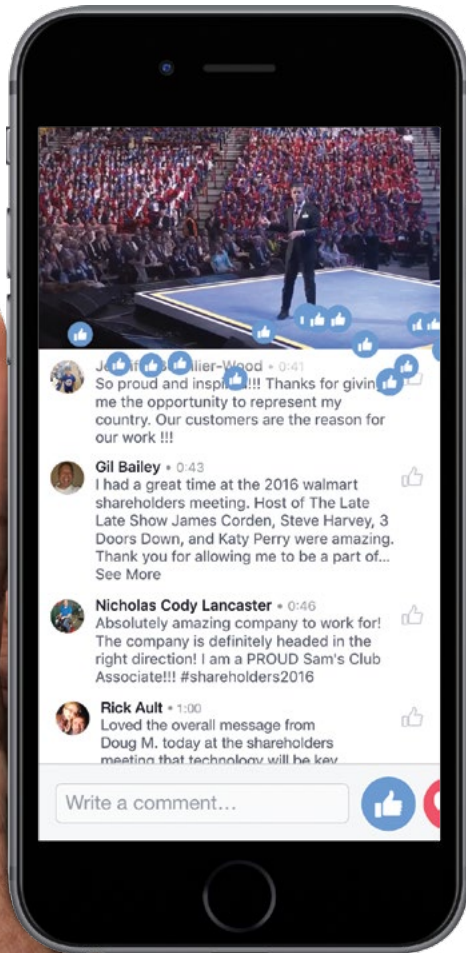 0:41
So proud and !!! Thanks for giving
me the opportunity to represent my
country. Our customers are the reason for
our work !!!
Gil Bailey • 0:43
I had a great time at the 2016 walmart
shareholders meeting. Host of The Late
Late Show James Corden, Steve Harvey, 3
Doors Down, and Katy Perry were amazing.
Thank you for allowing me to be a part of...
See More
Nicholas Cody Lancaster • 0:46
Absolutely amazing company to work for!
The company is definitely headed in the
right direction! I am a PROUD Sam's Club
Associate!!! #shareholders2016
Rick Ault • 1:00
Loved the overall message from
Doug M. today at the shareholders
meeting that technology will be key
Write a comment...